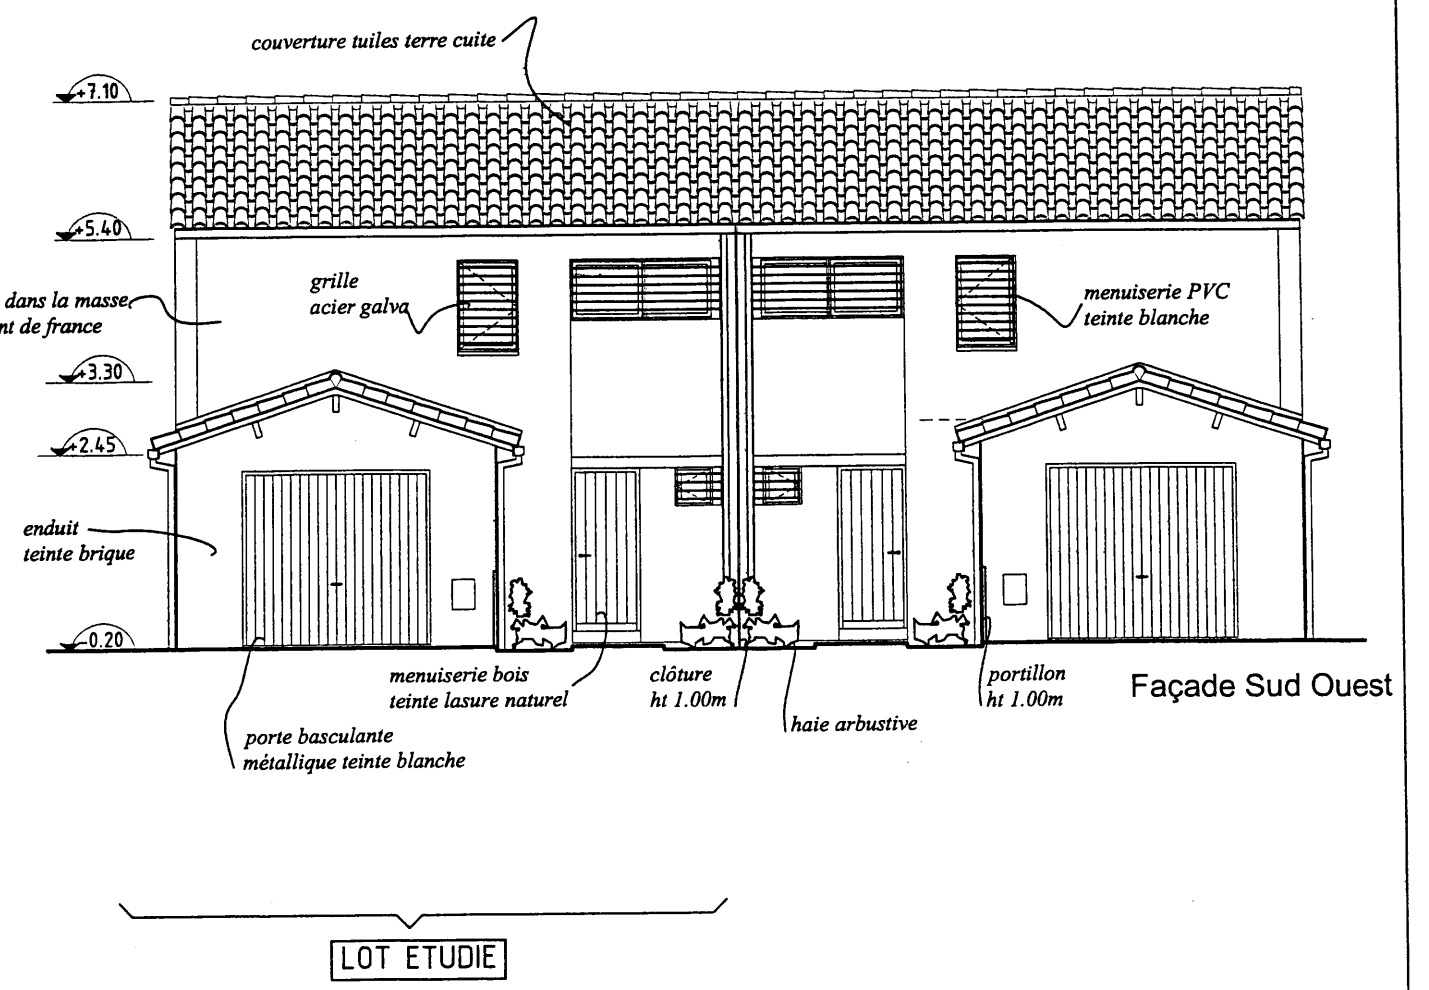 couverture tuiles terre cuite
+7.10
+5.40
grille
acier galva
menuiserie PVC
teinte blanche
dans la masse
nt de france
+3.30
+2.45
enduit
teinte brique
-0.20
menuiserie bois
teinte lasure naturel
clôture
ht 1.00m
portillon
ht 1.00m
Façade Sud Ouest
haie arbustive
porte basculante
métallique teinte blanche
LOT ETUDIE